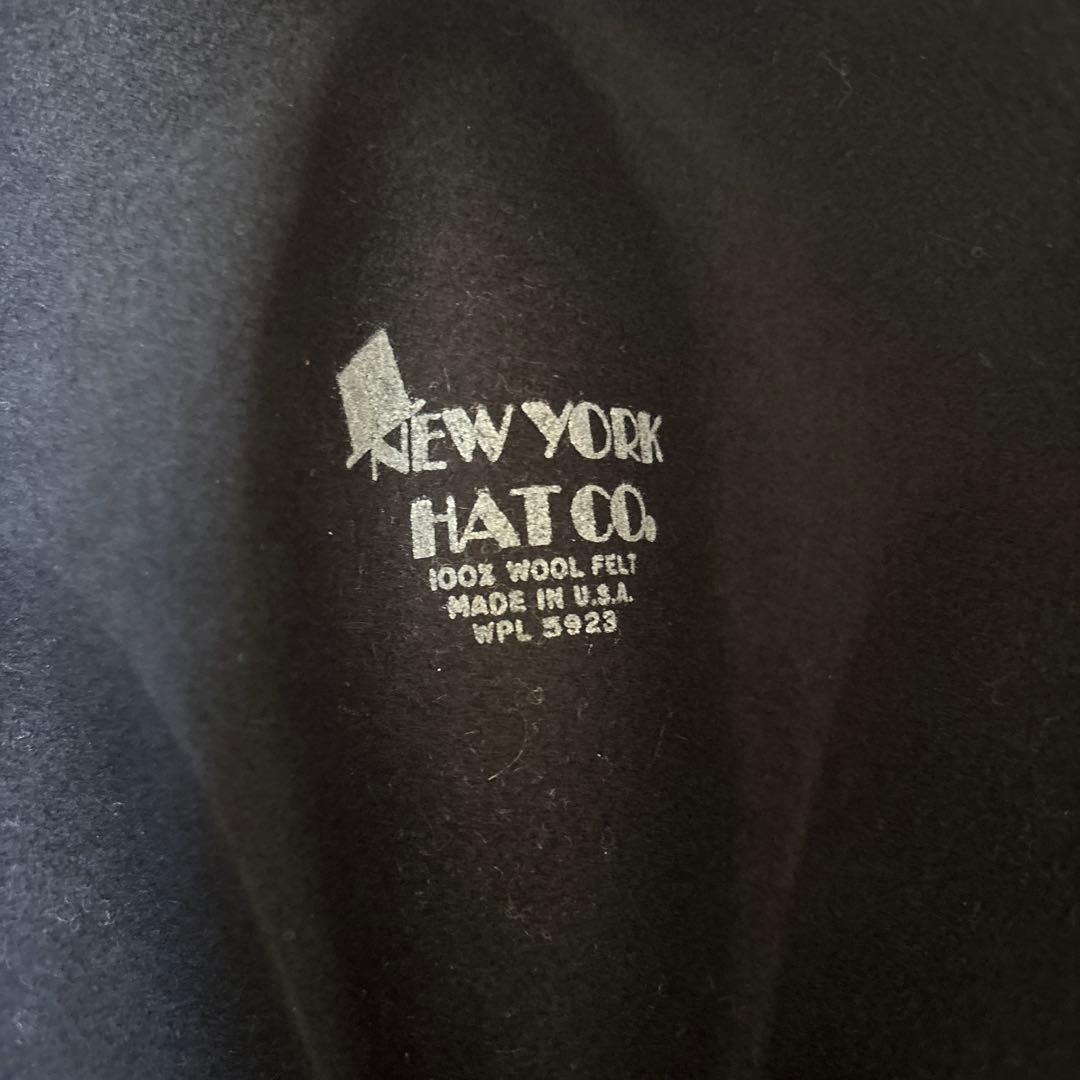 NEW YORK
HAT CO.
100% WOOL FELT
MADE IN U.S.A.
WPL 5923